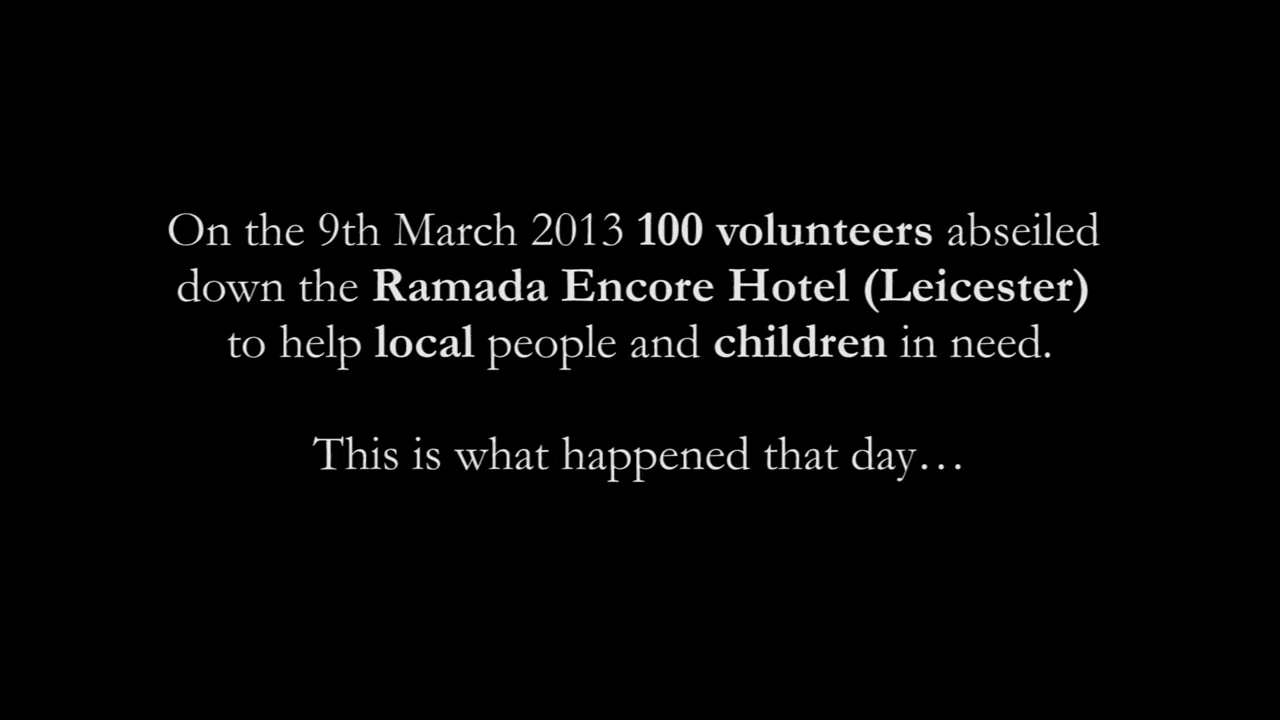 On the 9th March 2013 100 volunteers abseiled
down the Ramada Encore Hotel (Leicester)
to help local people and children in need.
This is what happened that day…